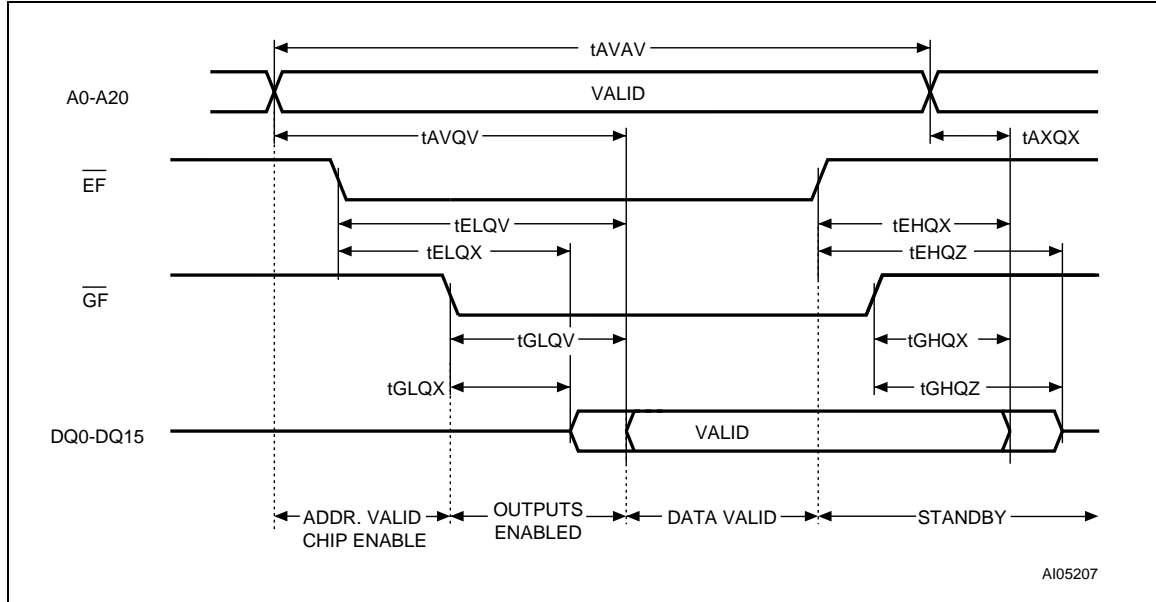 tAVAV
A0-A20
VALID
tAVQV
tAXQX
EF
tELQV
tEHQX
tELQX
tEHQZ
GF
tGLQV
tGHQX
tGLQX
tGHQZ
DQ0-DQ15
VALID
ADDR. VALID
CHIP ENABLE
OUTPUTS
ENABLED
DATA VALID
STANDBY
AI05207